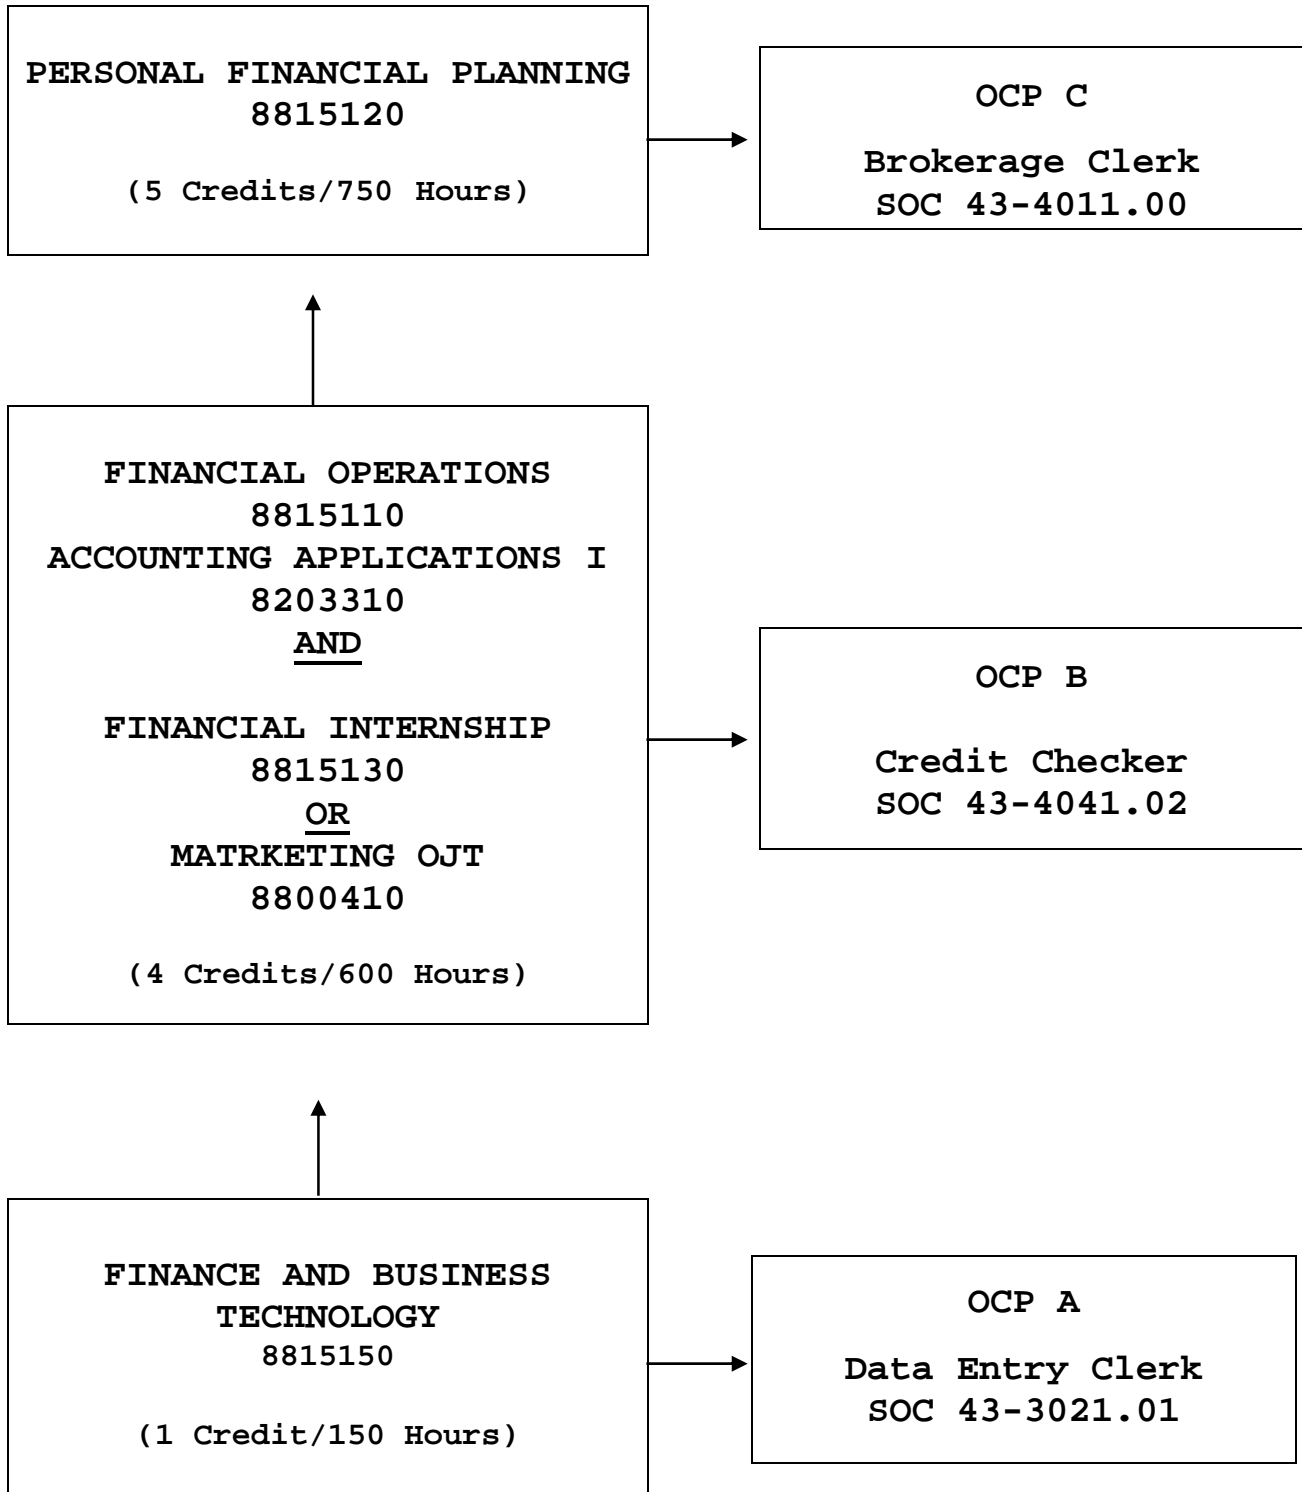 PERSONAL FINANCIAL PLANNING
8815120
(5 Credits/750 Hours)
OCP C
Brokerage Clerk
SOC 43-4011.00
FINANCIAL OPERATIONS
8815110
ACCOUNTING APPLICATIONS I
8203310
AND
FINANCIAL INTERNSHIP
8815130
OR
MATRKETING OJT
8800410
(4 Credits/600 Hours)
OCP B
Credit Checker
SOC 43-4041.02
FINANCE AND BUSINESS
TECHNOLOGY
8815150
(1 Credit/150 Hours)
OCP A
Data Entry Clerk
SOC 43-3021.01